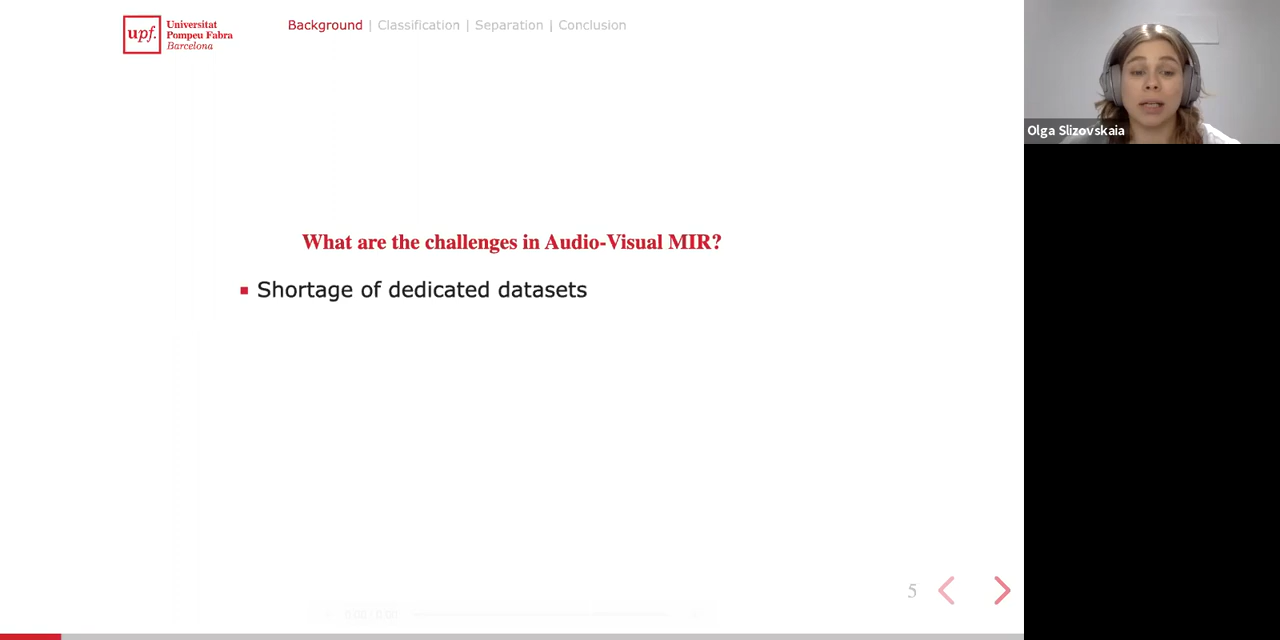 upf.
Universitat
Pompeu Fabra
Barcelona
Background | Classification | Separation | Conclusion
Olga Slizovskaia
What are the challenges in Audio-Visual MIR?
Shortage of dedicated datasets
5